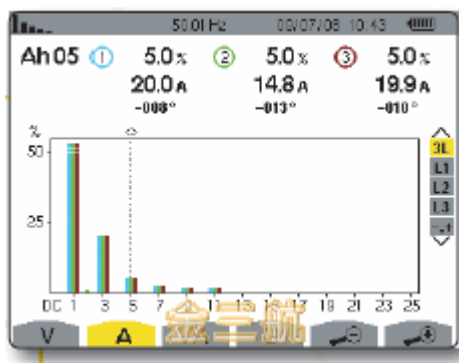 50.01 Hz 09/07/08 10:43
Ah 05 1 5.0 % 2 5.0 % 3 5.0 %
20.0 A 14.8 A 19.9 A
-008° -013° -010°
%
50
25
3L
L1
L2
L3
DC 1 3 5 7 9 11 13 15 17 19 21 23 25
V A
金三航